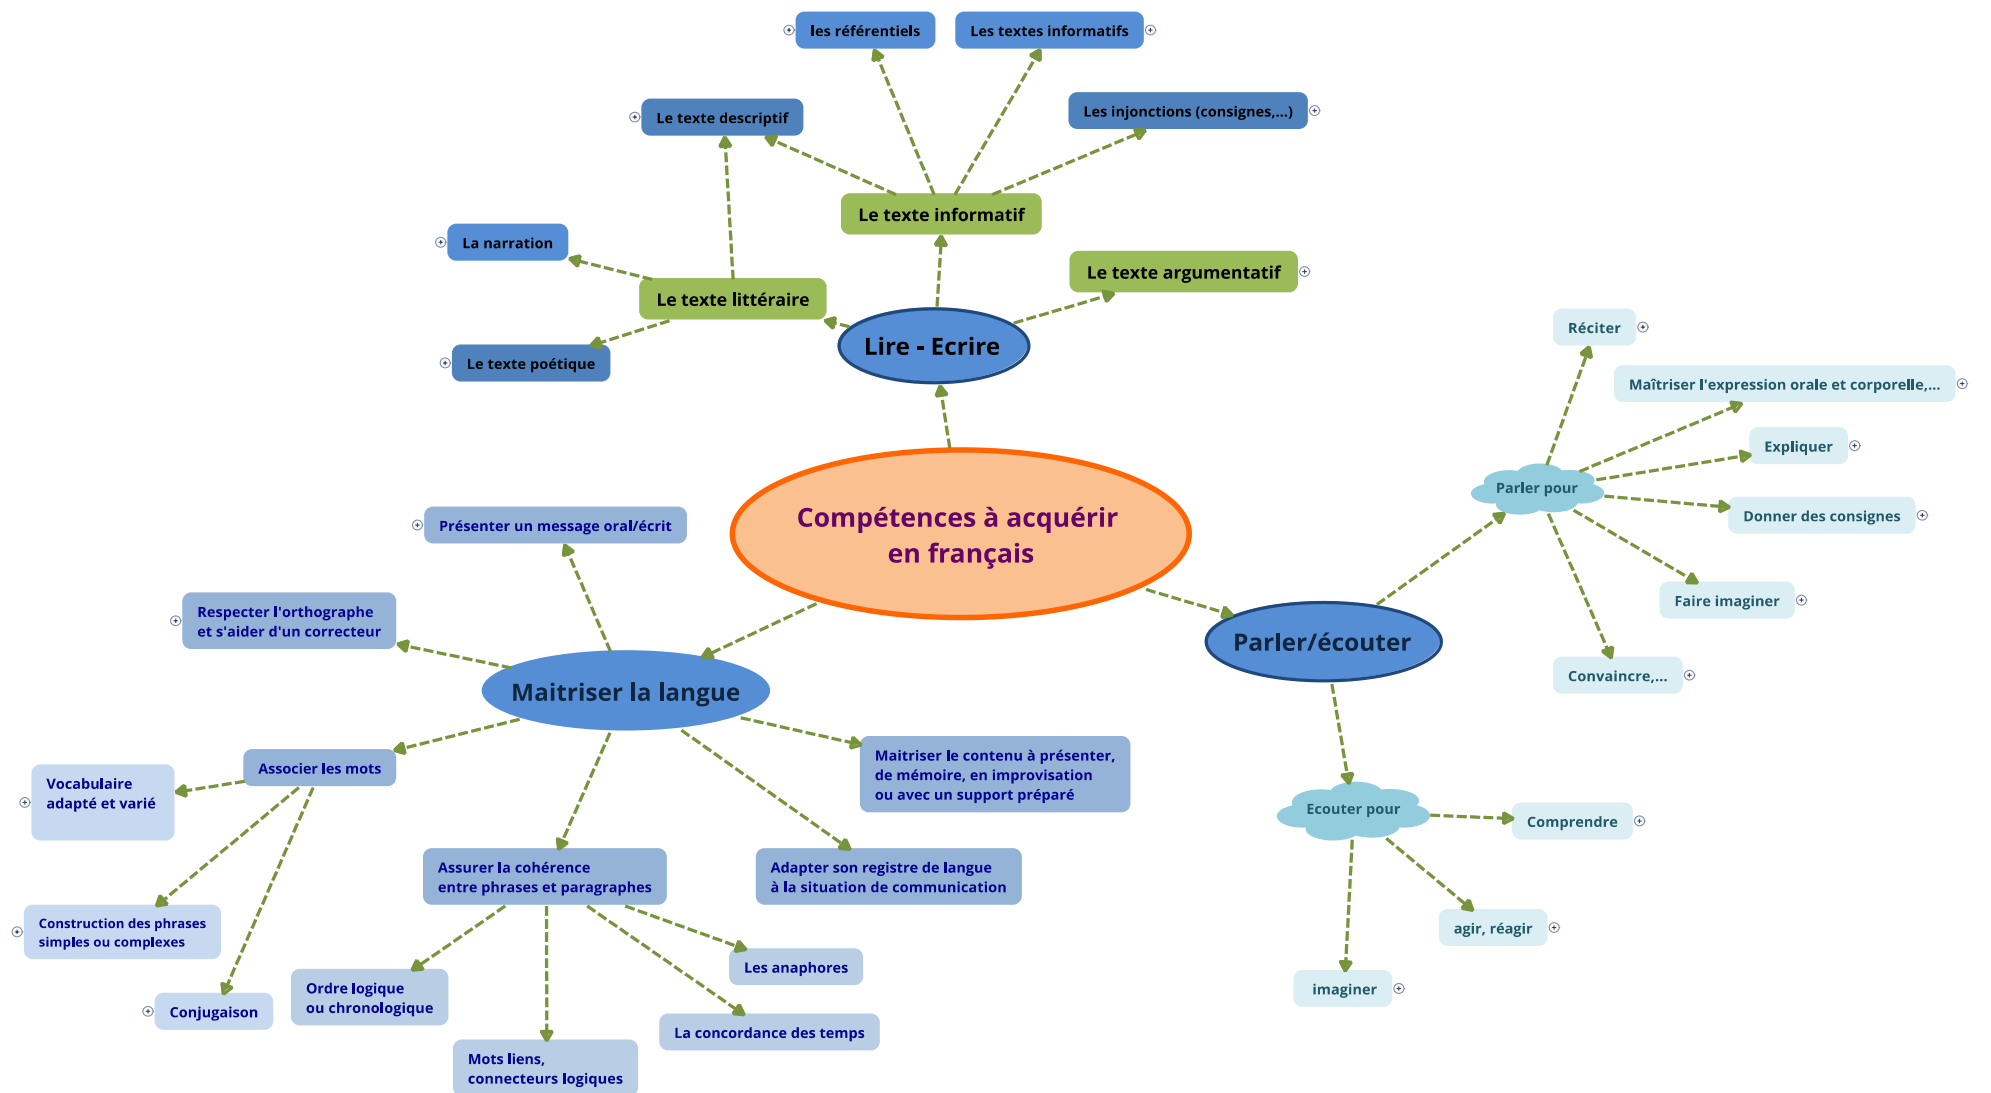 les référentiels
Les textes informatifs
Le texte descriptif
Les injonctions (consignes,...)
Le texte informatif
La narration
Le texte argumentatif
Le texte littéraire
Lire - Ecrire
Le texte poétique
Réciter
Maîtriser l'expression orale et corporelle,...
Expliquer
Parler pour
Donner des consignes
Faire imaginer
Convaincre,...
Compétences à acquérir
en français
Parler/écouter
Présenter un message oral/écrit
Respecter l'orthographe
et s'aider d'un correcteur
Maitriser la langue
Associer les mots
Vocabulaire
adapté et varié
Construction des phrases
simples ou complexes
Conjugaison
Maitriser le contenu à présenter,
de mémoire, en improvisation
ou avec un support préparé
Assurer la cohérence
entre phrases et paragraphes
Adapter son registre de langue
à la situation de communication
Les anaphores
Ordre logique
ou chronologique
La concordance des temps
Mots liens,
connecteurs logiques
Ecouter pour
Comprendre
agir, réagir
imaginer